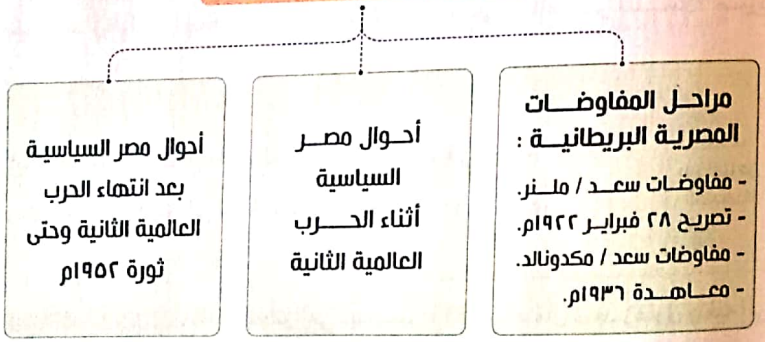 مراحل المفاوضات
المصرية البريطانية :
- مفاوضات سعد / ملنر.
- تصريح ٢٨ فبراير ١٩٢٢م.
- مفاوضات سعد / مكدونالد.
- معاهدة ١٩٣٦م.
أحوال مصر
السياسية
أثناء الحرب
العالمية الثانية
أحوال مصر السياسية
بعد انتهاء الحرب
العالمية الثانية وحتى
ثورة ١٩٥٢م